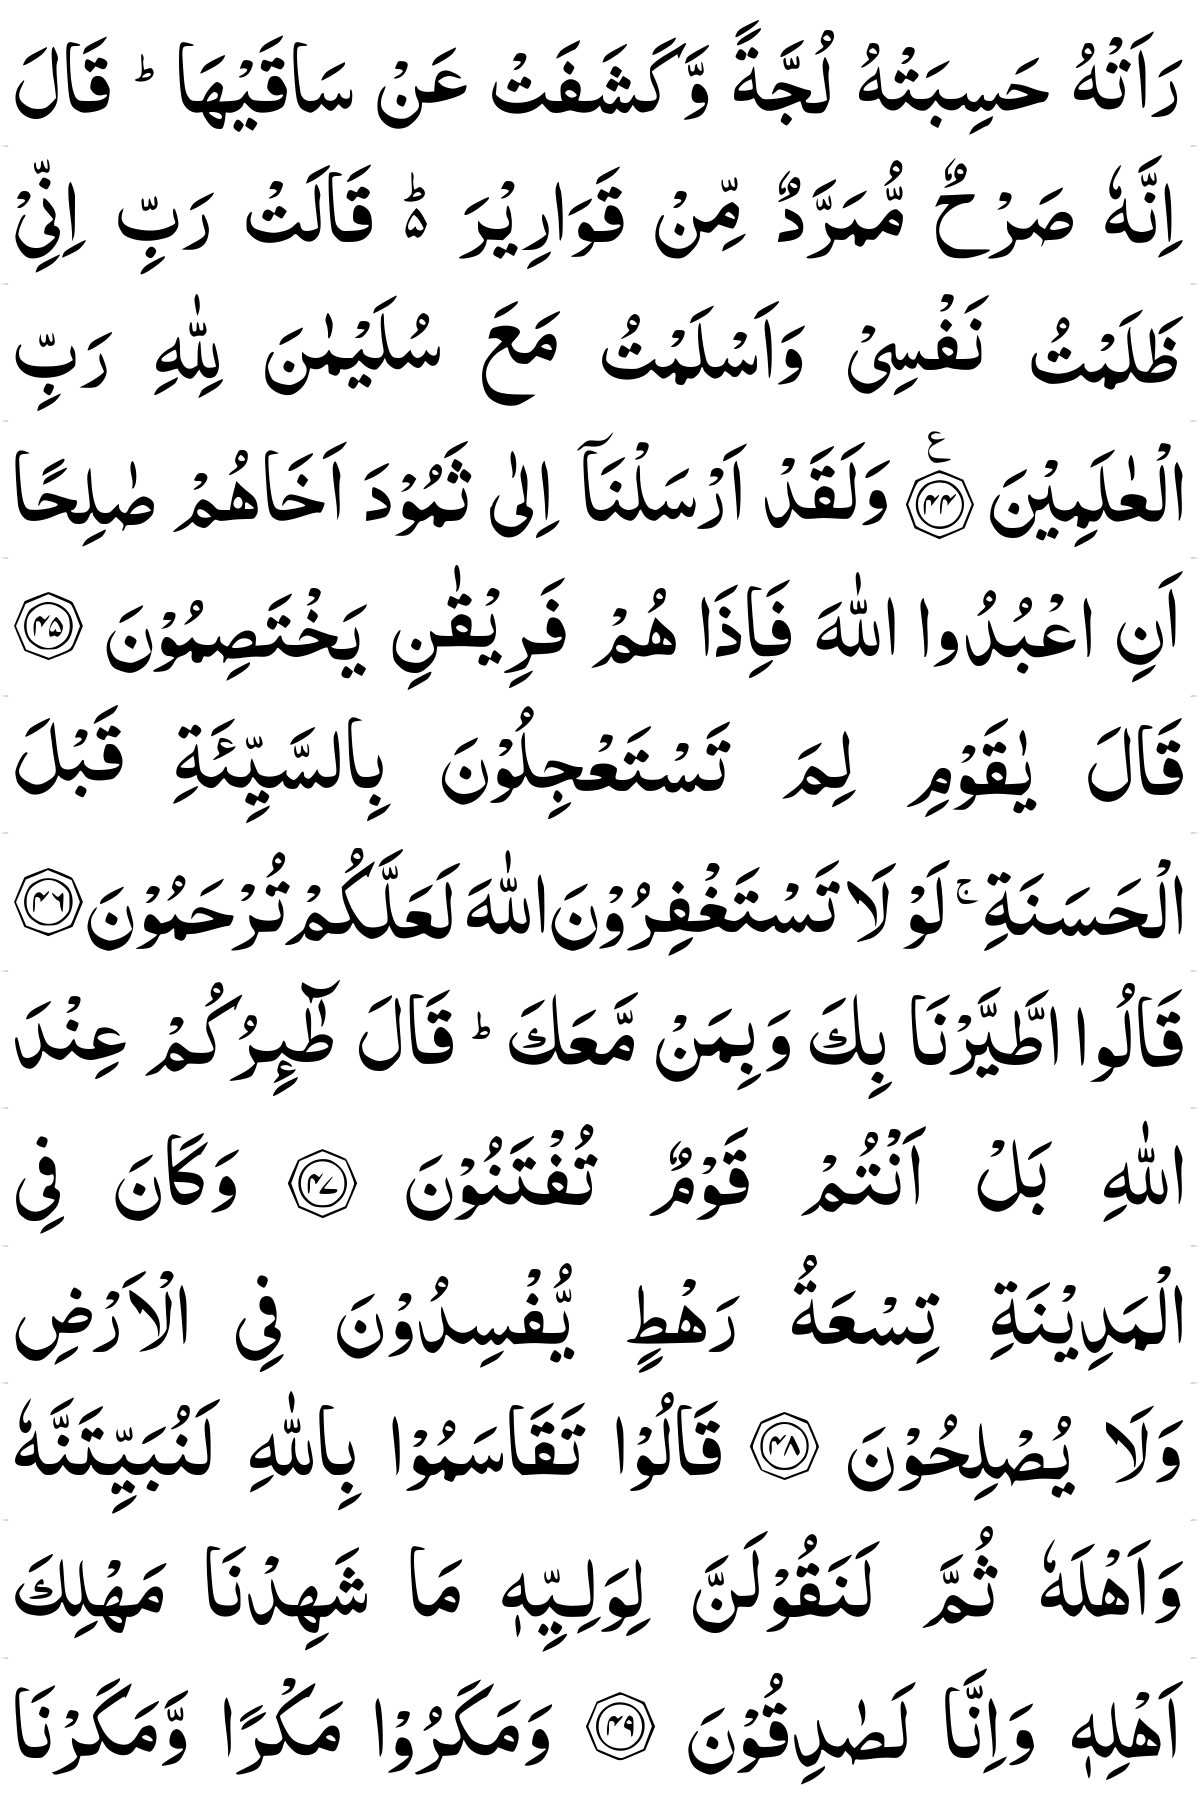 رَاَتْهُ حَسِبَتْهُ لُجَّةً وَّكَشَفَتْ عَنْ سَاقَيْهَا ؕ قَالَ
اِنَّهٗ صَرْحٌ مُّمَرَّدٌ مِّنْ قَوَارِيْرَ ۬ؕ قَالَتْ رَبِّ اِنِّیْ
ظَلَمْتُ نَفْسِیْ وَاَسْلَمْتُ مَعَ سُلَيْمٰنَ لِلّٰهِ رَبِّ
الْعٰلَمِيْنَ ﴿۴۴﴾ ع وَلَقَدْ اَرْسَلْنَاۤ اِلٰی ثَمُوْدَ اَخَاهُمْ صٰلِحًا
اَنِ اعْبُدُوا اللّٰهَ فَاِذَا هُمْ فَرِيْقٰنِ يَخْتَصِمُوْنَ ﴿۴۵﴾
قَالَ يٰقَوْمِ لِمَ تَسْتَعْجِلُوْنَ بِالسَّيِّئَةِ قَبْلَ
الْحَسَنَةِ ۚ لَوْ لَا تَسْتَغْفِرُوْنَ اللّٰهَ لَعَلَّكُمْ تُرْحَمُوْنَ ﴿۴۶﴾
قَالُوا اطَّيَّرْنَا بِكَ وَبِمَنْ مَّعَكَ ؕ قَالَ طٰٓئِرُكُمْ عِنْدَ
اللّٰهِ بَلْ اَنْتُمْ قَوْمٌ تُفْتَنُوْنَ ﴿۴۷﴾ وَكَانَ فِی
الْمَدِيْنَةِ تِسْعَةُ رَهْطٍ يُّفْسِدُوْنَ فِی الْاَرْضِ
وَلَا يُصْلِحُوْنَ ﴿۴۸﴾ قَالُوْا تَقَاسَمُوْا بِاللّٰهِ لَنُبَيِّتَنَّهٗ
وَاَهْلَهٗ ثُمَّ لَنَقُوْلَنَّ لِوَلِيِّهٖ مَا شَهِدْنَا مَهْلِكَ
اَهْلِهٖ وَاِنَّا لَصٰدِقُوْنَ ﴿۴۹﴾ وَمَكَرُوْا مَكْرًا وَّمَكَرْنَا